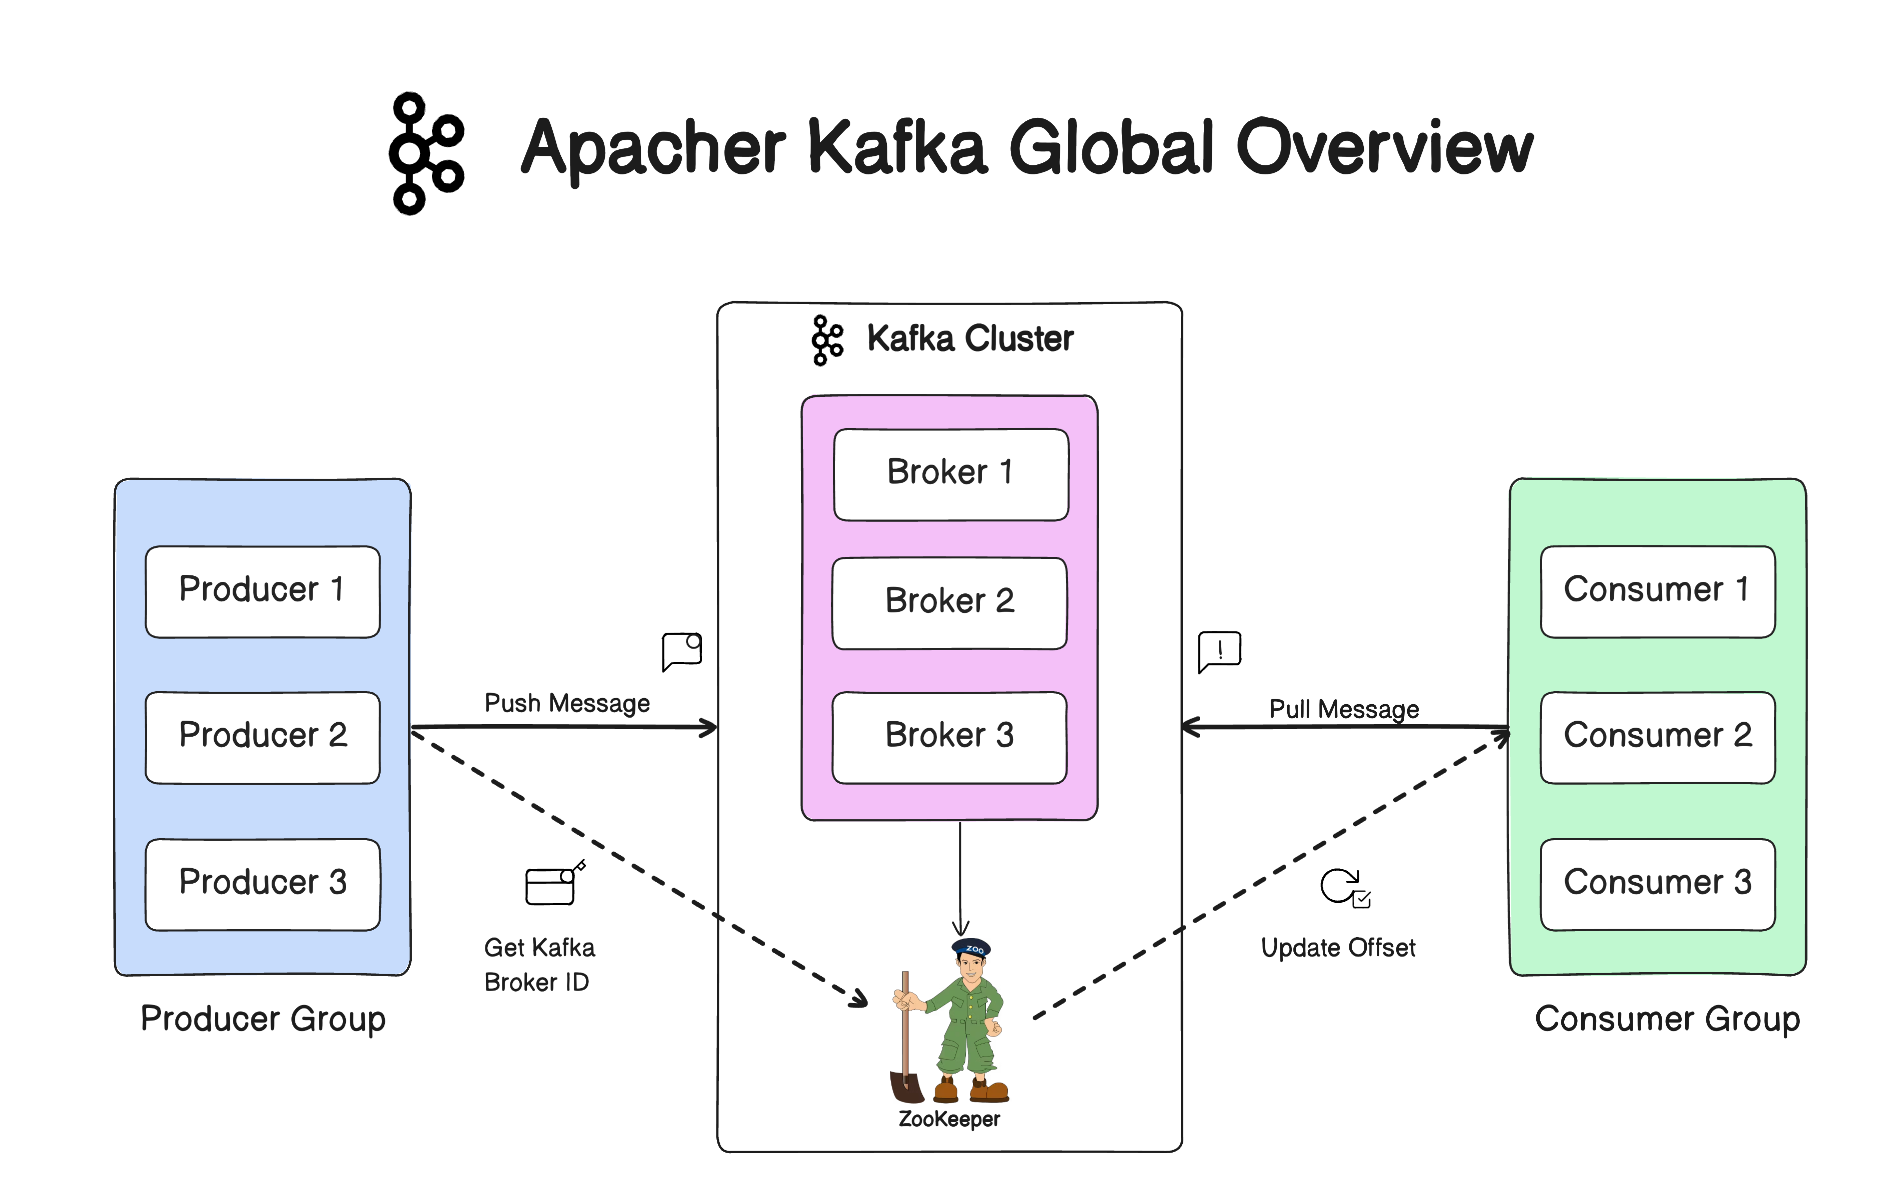 Apacher Kafka Global Overview
Kafka Cluster
Broker 1
Broker 2
Broker 3
Producer 1
Producer 2
Producer 3
Producer Group
Push Message
Get Kafka
Broker ID
Pull Message
Update Offset
Consumer 1
Consumer 2
Consumer 3
Consumer Group
ZOO
ZooKeeper